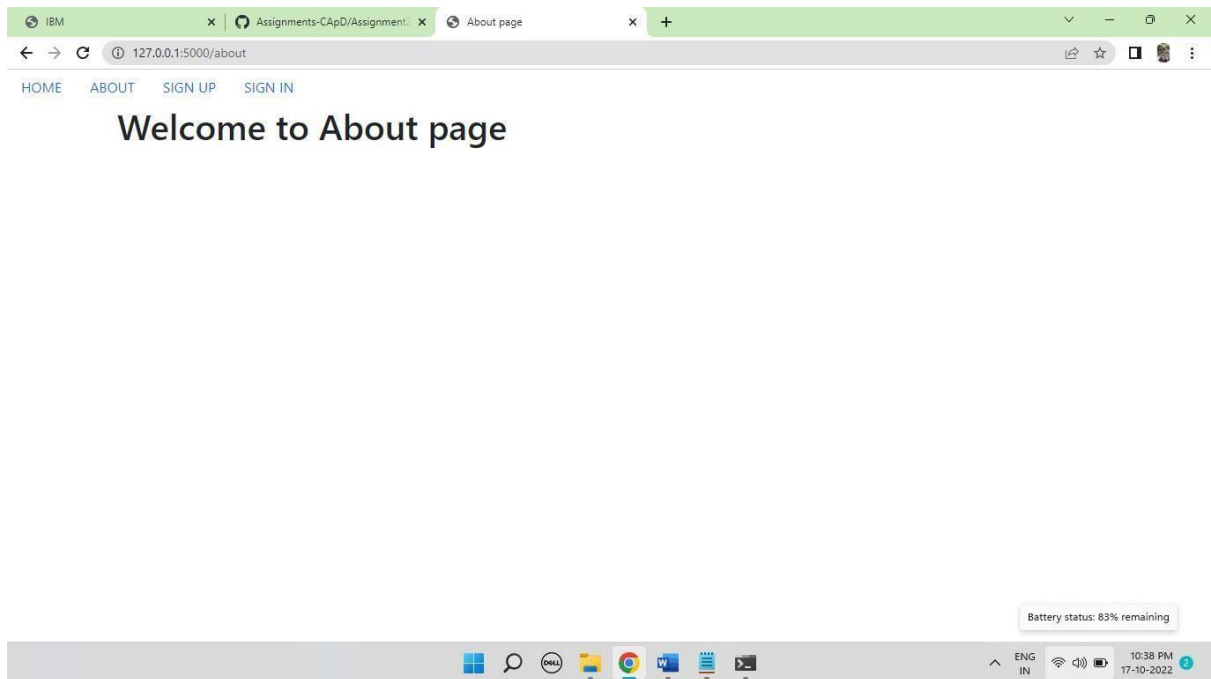 IBM
Assignments-CApD/Assignment2
About page
127.0.0.1:5000/about
HOME ABOUT SIGN UP SIGN IN
Welcome to About page
Battery status: 83% remaining
DELL
W
ENG
IN
10:38 PM
17-10-2022
2